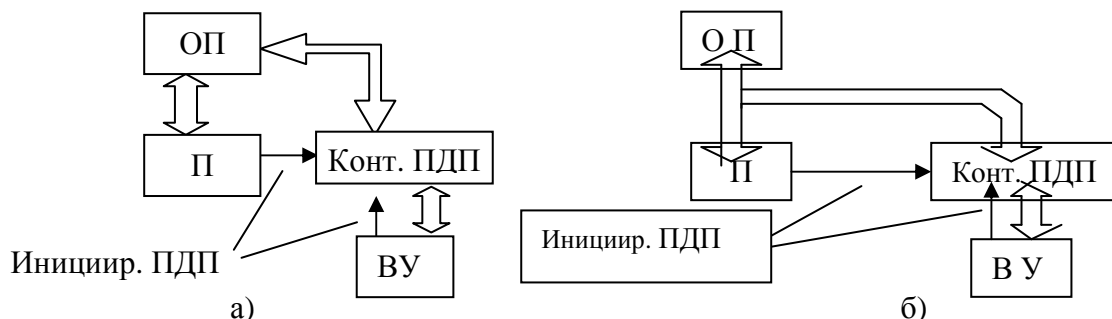 ОП
П
Конт. ПДП
Инициир. ПДП
ВУ
а)
О П
П
Конт. ПДП
Инициир. ПДП
В У
б)